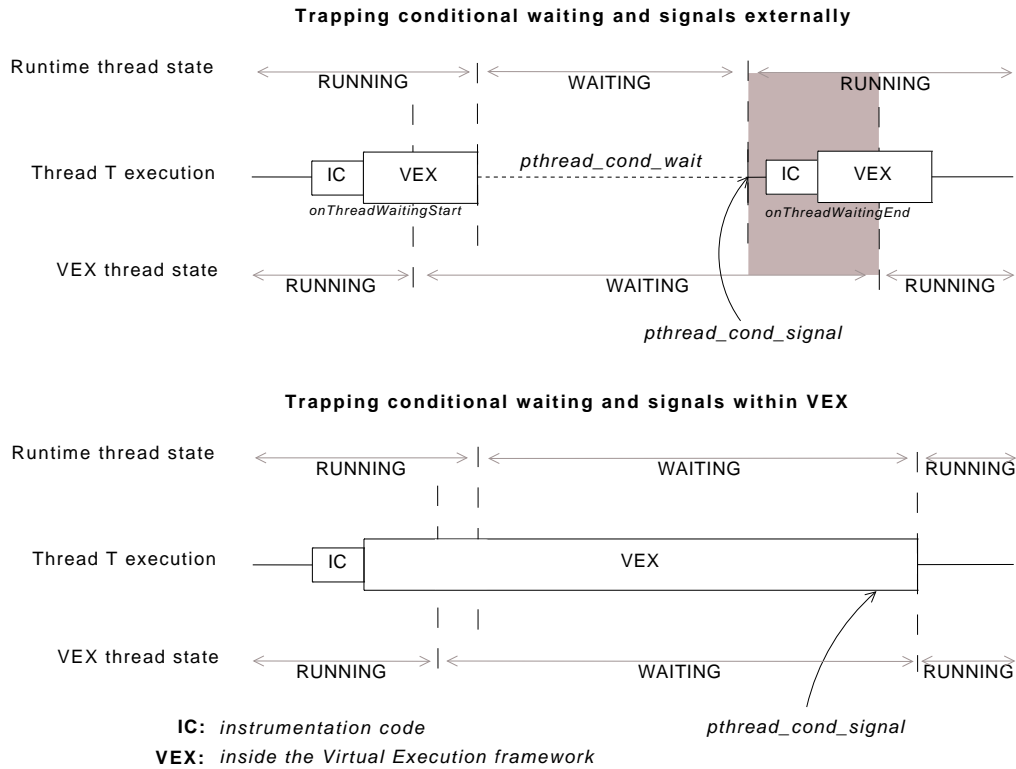 Trapping conditional waiting and signals externally
Runtime thread state
RUNNING
WAITING
RUNNING
Thread T execution
IC
VEX
pthread_cond_wait
IC
VEX
onThreadWaitingStart
onThreadWaitingEnd
VEX thread state
RUNNING
WAITING
RUNNING
pthread_cond_signal
Trapping conditional waiting and signals within VEX
Runtime thread state
RUNNING
WAITING
RUNNING
Thread T execution
IC
VEX
VEX thread state
RUNNING
WAITING
RUNNING
pthread_cond_signal
IC: instrumentation code
VEX: inside the Virtual Execution framework